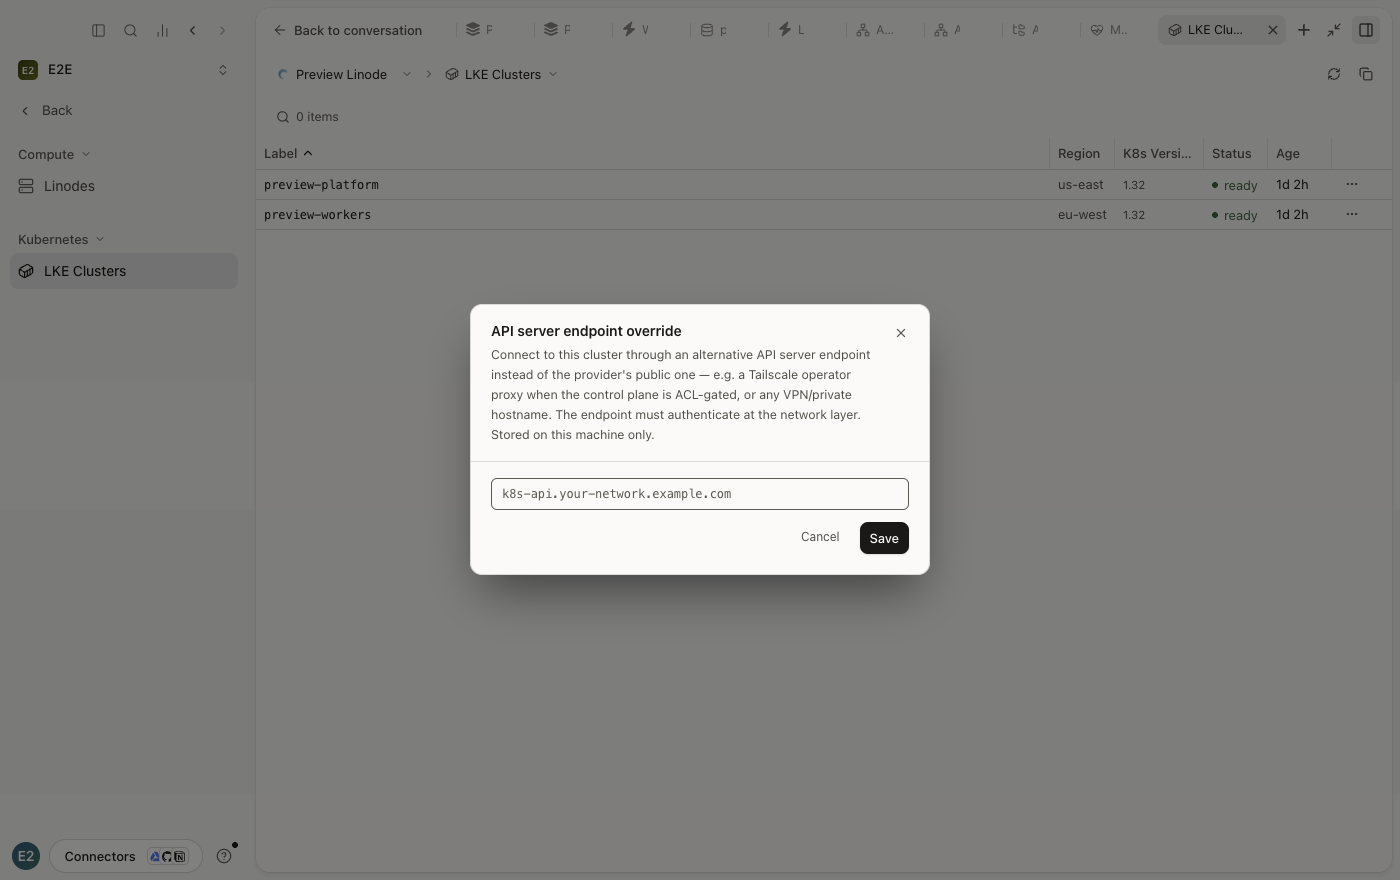 Back to conversation
P
P
V
p
L
A...
A
A
M..
LKE Clu...
E2 E2E
Preview Linode
LKE Clusters
Back
0 items
Compute
Label
Region
K8s Versi...
Status
Age
Linodes
preview-platform
us-east
1.32
ready
1d 2h
preview-workers
eu-west
1.32
ready
1d 2h
Kubernetes
LKE Clusters
API server endpoint override
Connect to this cluster through an alternative API server endpoint
instead of the provider's public one — e.g. a Tailscale operator
proxy when the control plane is ACL-gated, or any VPN/private
hostname. The endpoint must authenticate at the network layer.
Stored on this machine only.
k8s-api.your-network.example.com
Cancel
Save
E2
Connectors